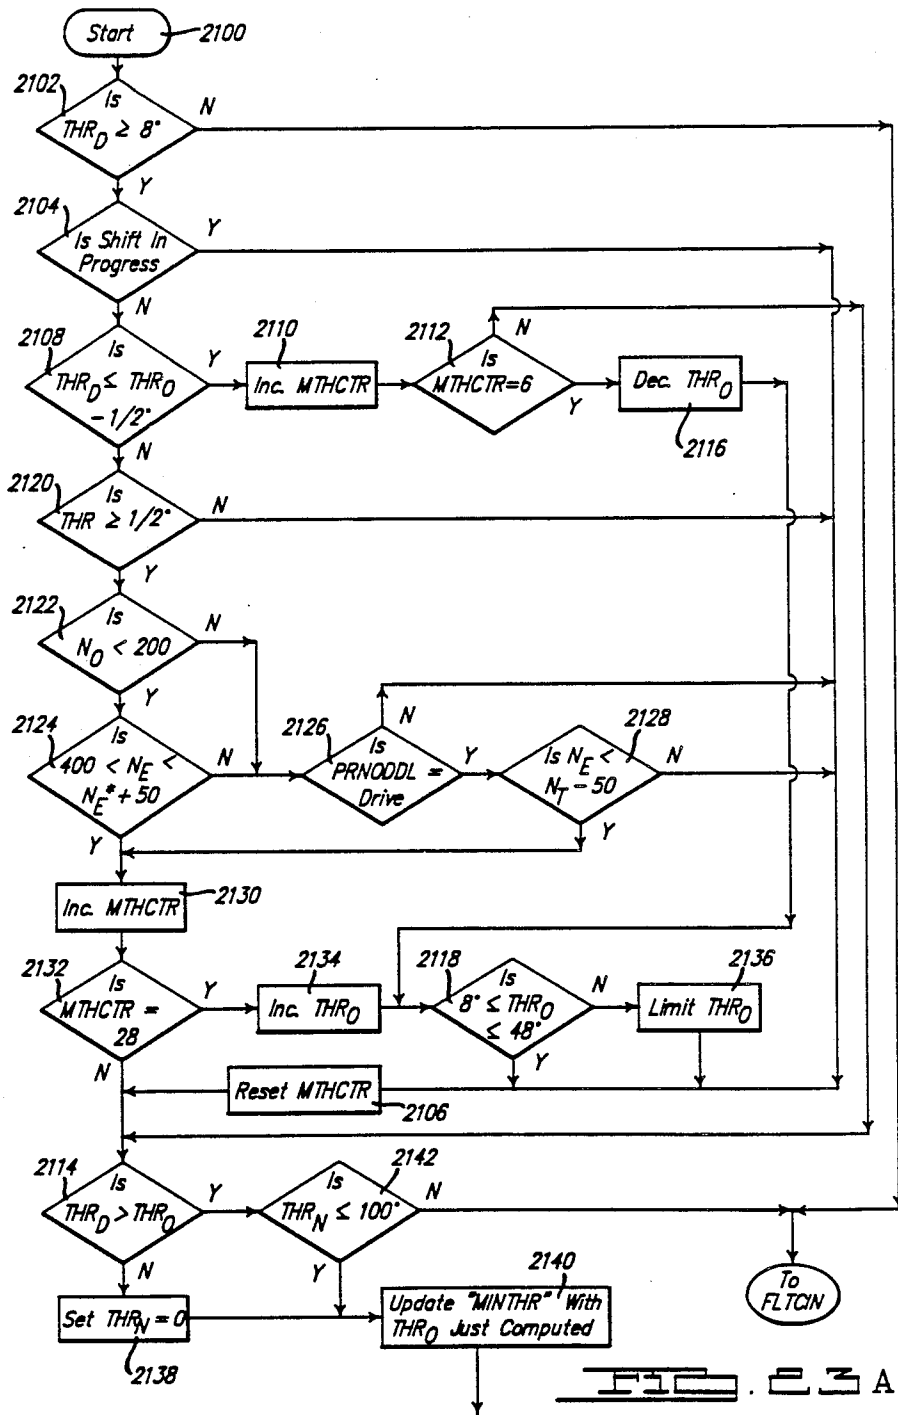 Start
2100
2102
Is
THR_D ≥ 8°
N
Y
2104
Is Shift In
Progress
Y
N
2108
Is
THR_D ≤ THR_O
- 1/2°
Y
N
2110
Inc. MTHCTR
2112
Is
MTHCTR=6
N
Y
Dec. THR_O
2116
2120
Is
THR ≥ 1/2°
N
Y
2122
Is
N_O < 200
N
Y
2124
Is
400 < N_E <
N_E* + 50
N
Y
2126
Is
PRNODDL =
Drive
N
Y
2128
Is N_E <
N_T - 50
N
Y
Inc. MTHCTR
2130
2132
Is
MTHCTR =
28
Y
N
2134
Inc. THR_O
2118
Is
8° ≤ THR_O
≤ 48°
N
Y
2136
Limit THR_O
Reset MTHCTR
2106
2114
Is
THR_D > THR_O
Y
N
2142
Is
THR_N ≤ 100°
N
Y
To
FLTCIN
Set THR_N = 0
2138
2140
Update "MINTHR" With
THR_O Just Computed
FIG. 23 A